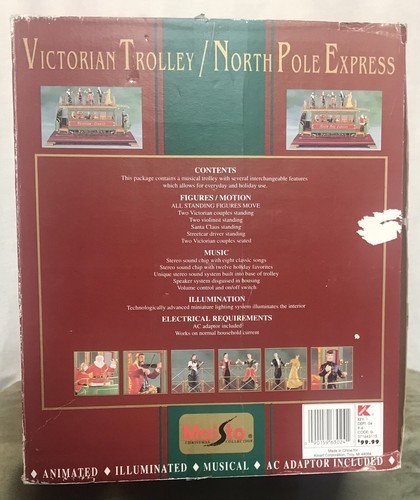 VICTORIAN TROLLEY / NORTH POLE EXPRESS
CONTENTS
This package contains a musical trolley with several interchangeable features
which allows for everyday and holiday use.
FIGURES / MOTION
ALL STANDING FIGURES MOVE
Two Victorian couples standing
Two violinist standing
Santa Claus standing
Streetcar driver standing
Two Victorian couples seated
MUSIC
Stereo sound chip with eight classic songs
Stereo sound chip with twelve holiday favorites
Unique stereo sound system built into base of trolley
Speaker system disguised in housing
Volume control and on/off switch
ILLUMINATION
Technologically advanced miniature lighting system illuminates the interior
ELECTRICAL REQUIREMENTS
AC adaptor included
Works on normal household current
Maisto
CHRISTMAS COLLECTION
K
$99.99
Made in China
♦ ANIMATED ♦ ILLUMINATED ♦ MUSICAL ♦ AC ADAPTOR INCLUDED ♦